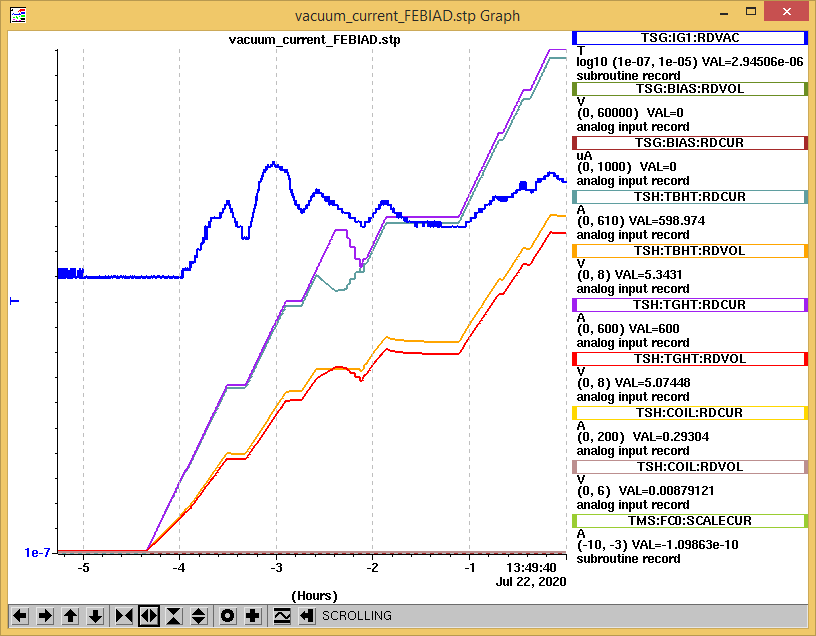 vacuum_current_FEBIAD.stp Graph
vacuum_current_FEBIAD.stp
T
1e-7
-5
-4
-3
-2
-1
13:49:40
Jul 22, 2020
(Hours)
TSG:IG1:RDVAC
T
log10 (1e-07, 1e-05) VAL=2.94506e-06
subroutine record
TSG:BIAS:RDVOL
V
(0, 60000) VAL=0
analog input record
TSG:BIAS:RDCUR
uA
(0, 1000) VAL=0
analog input record
TSH:TBHT:RDCUR
A
(0, 610) VAL=598.974
analog input record
TSH:TBHT:RDVOL
V
(0, 8) VAL=5.3431
analog input record
TSH:TGHT:RDCUR
A
(0, 600) VAL=600
analog input record
TSH:TGHT:RDVOL
V
(0, 8) VAL=5.07448
analog input record
TSH:COIL:RDCUR
A
(0, 200) VAL=0.29304
analog input record
TSH:COIL:RDVOL
V
(0, 6) VAL=0.00879121
analog input record
TMS:FC0:SCALECUR
A
(-10, -3) VAL=-1.09863e-10
subroutine record
SCROLLING